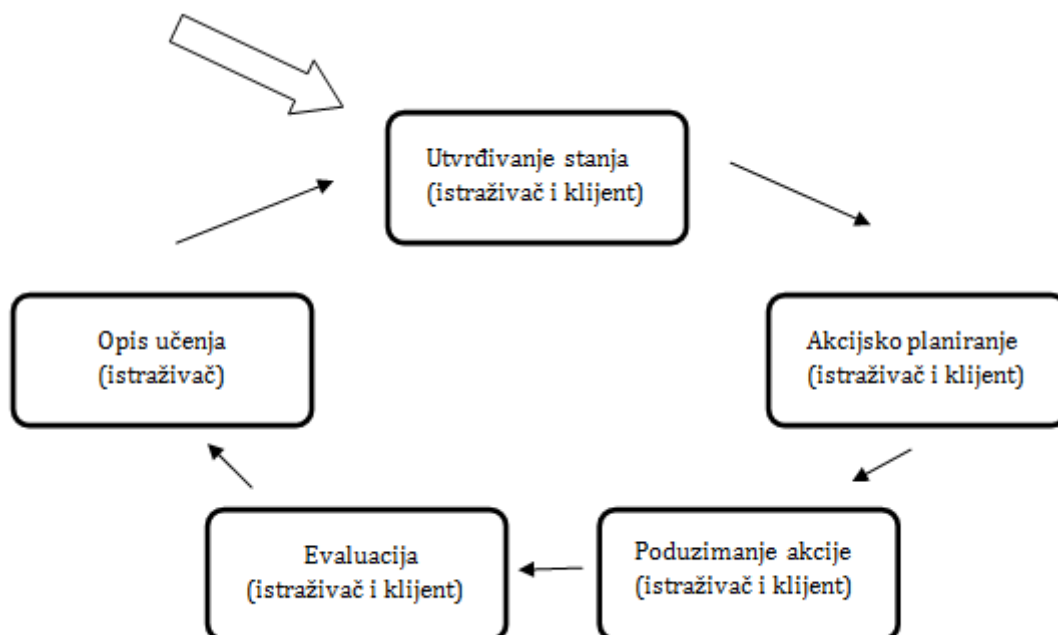 Utvrđivanje stanja
(istraživač i klijent)
Akcijsko planiranje
(istraživač i klijent)
Poduzimanje akcije
(istraživač i klijent)
Evaluacija
(istraživač i klijent)
Opis učenja
(istraživač)